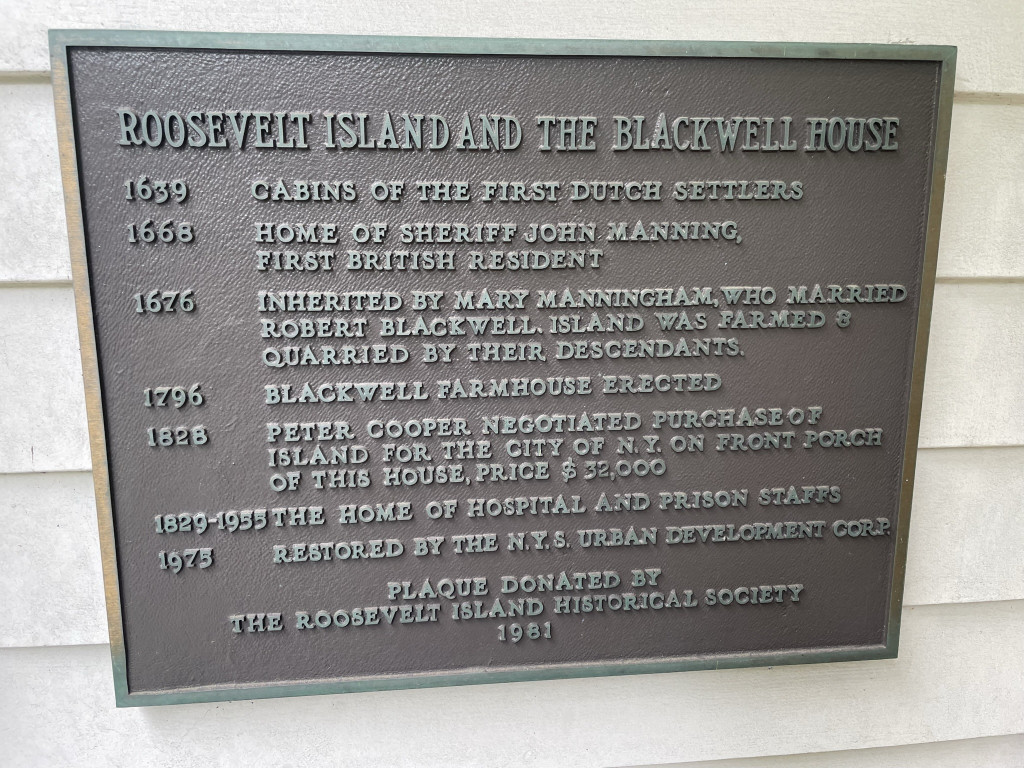 ROOSEVELT ISLAND AND THE BLACKWELL HOUSE
1639 CABINS OF THE FIRST DUTCH SETTLERS
1668 HOME OF SHERIFF JOHN MANNING,
FIRST BRITISH RESIDENT
1676 INHERITED BY MARY MANNINGHAM, WHO MARRIED
ROBERT BLACKWELL. ISLAND WAS FARMED &
QUARRIED BY THEIR DESCENDANTS.
1796 BLACKWELL FARMHOUSE ERECTED
1828 PETER COOPER NEGOTIATED PURCHASE OF
ISLAND FOR THE CITY OF N.Y. ON FRONT PORCH
OF THIS HOUSE, PRICE $32,000
1829-1955 THE HOME OF HOSPITAL AND PRISON STAFFS
1973 RESTORED BY THE N.Y.S. URBAN DEVELOPMENT CORP.
PLAQUE DONATED BY
THE ROOSEVELT ISLAND HISTORICAL SOCIETY
1981